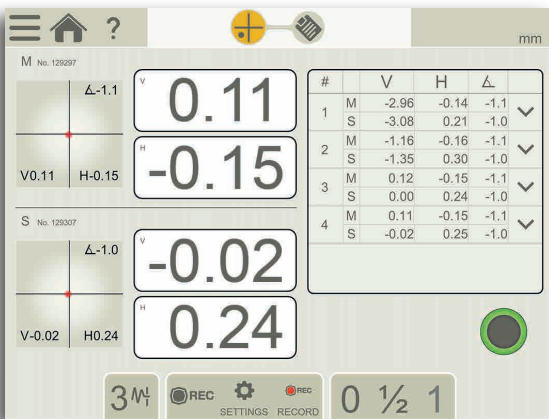 ?
mm
M No. 129297
∡-1.1
V0.11 H-0.15
V
0.11
H
-0.15
S No. 129307
∡-1.0
V-0.02 H0.24
V
-0.02
H
0.24
# V H ∡
1 M -2.96 -0.14 -1.1
S -3.08 0.21 -1.0
2 M -1.16 -0.16 -1.1
S -1.35 0.30 -1.0
3 M 0.12 -0.15 -1.1
S 0.00 0.24 -1.0
4 M 0.11 -0.15 -1.1
S -0.02 0.25 -1.0
3
REC
SETTINGS
REC
RECORD
0 ½ 1